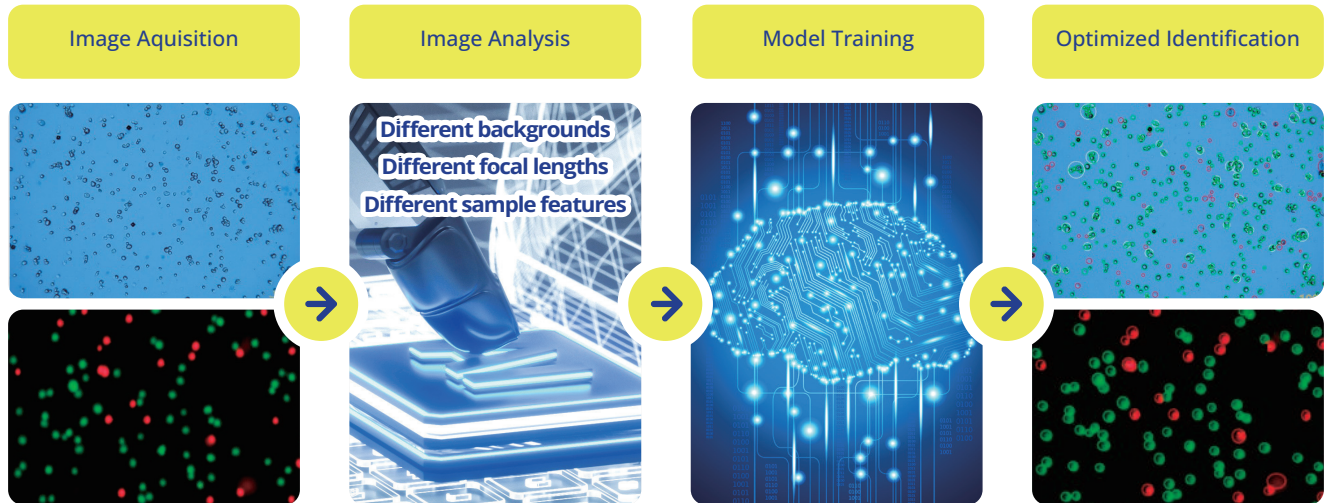 Image Aquisition
Image Analysis
Model Training
Optimized Identification
Different backgrounds
Different focal lengths
Different sample features